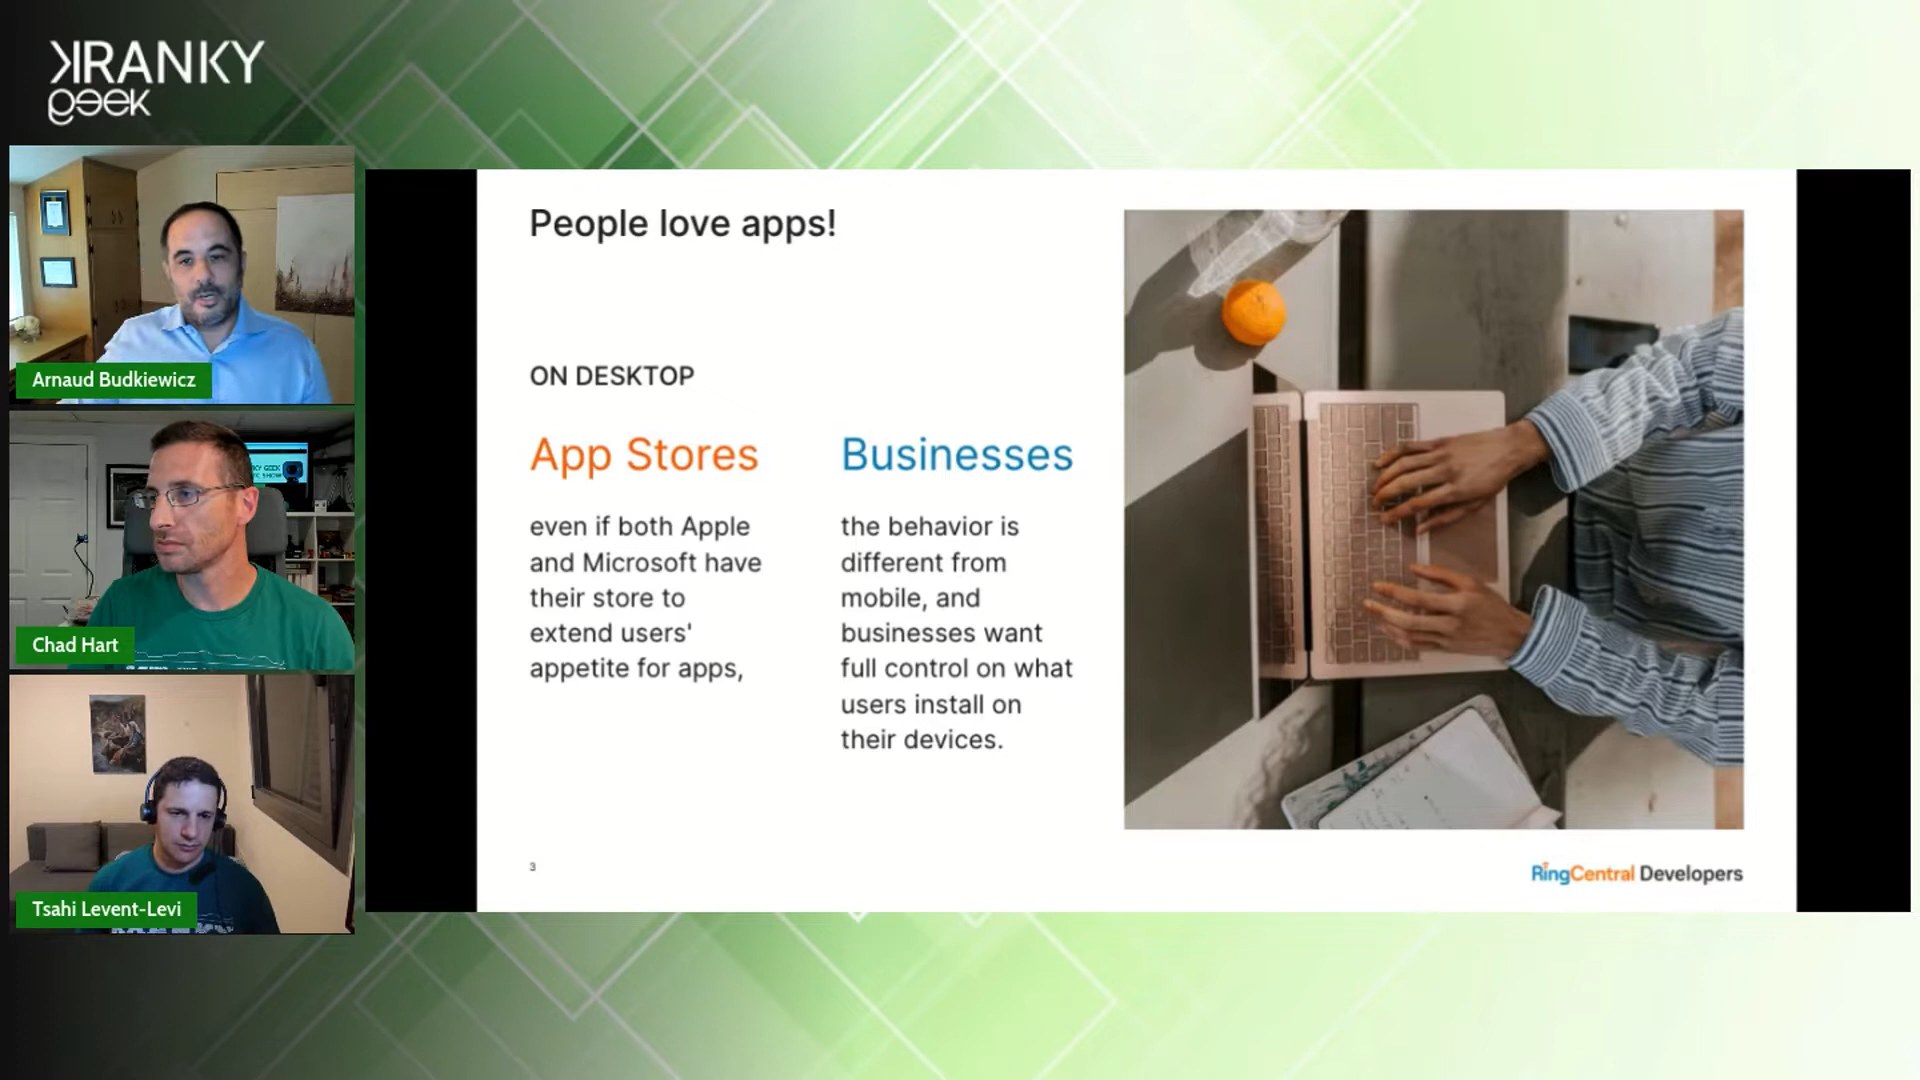 KRANKY
geek
Arnaud Budkiewicz
Chad Hart
Tsahi Levent-Levi
People love apps!
ON DESKTOP
App Stores
even if both Apple
and Microsoft have
their store to
extend users'
appetite for apps,
Businesses
the behavior is
different from
mobile, and
businesses want
full control on what
users install on
their devices.
3
RingCentral Developers